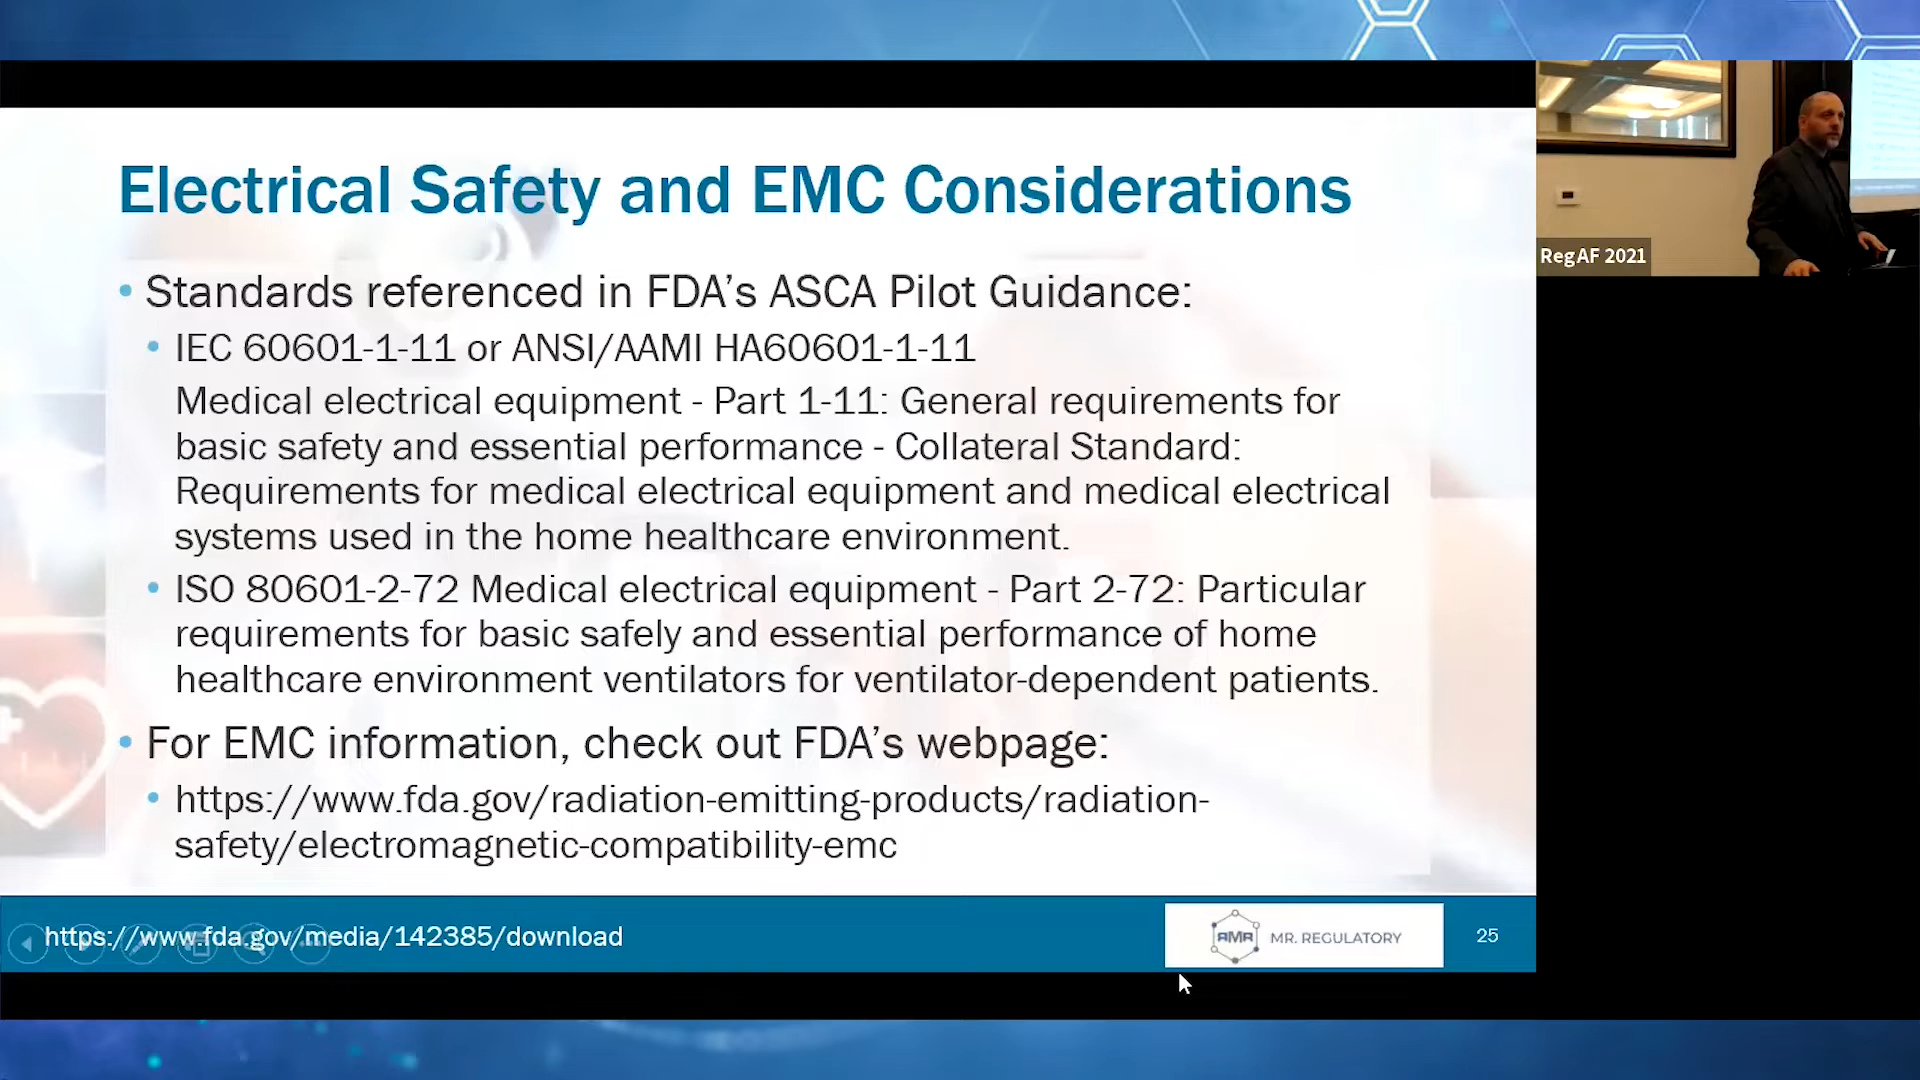 Electrical Safety and EMC Considerations
• Standards referenced in FDA’s ASCA Pilot Guidance:
• IEC 60601-1-11 or ANSI/AAMI HA60601-1-11
Medical electrical equipment - Part 1-11: General requirements for
basic safety and essential performance - Collateral Standard:
Requirements for medical electrical equipment and medical electrical
systems used in the home healthcare environment.
• ISO 80601-2-72 Medical electrical equipment - Part 2-72: Particular
requirements for basic safely and essential performance of home
healthcare environment ventilators for ventilator-dependent patients.
• For EMC information, check out FDA’s webpage:
• https://www.fda.gov/radiation-emitting-products/radiation-
safety/electromagnetic-compatibility-emc
https://www.fda.gov/media/142385/download
AMR MR. REGULATORY
25
RegAF 2021